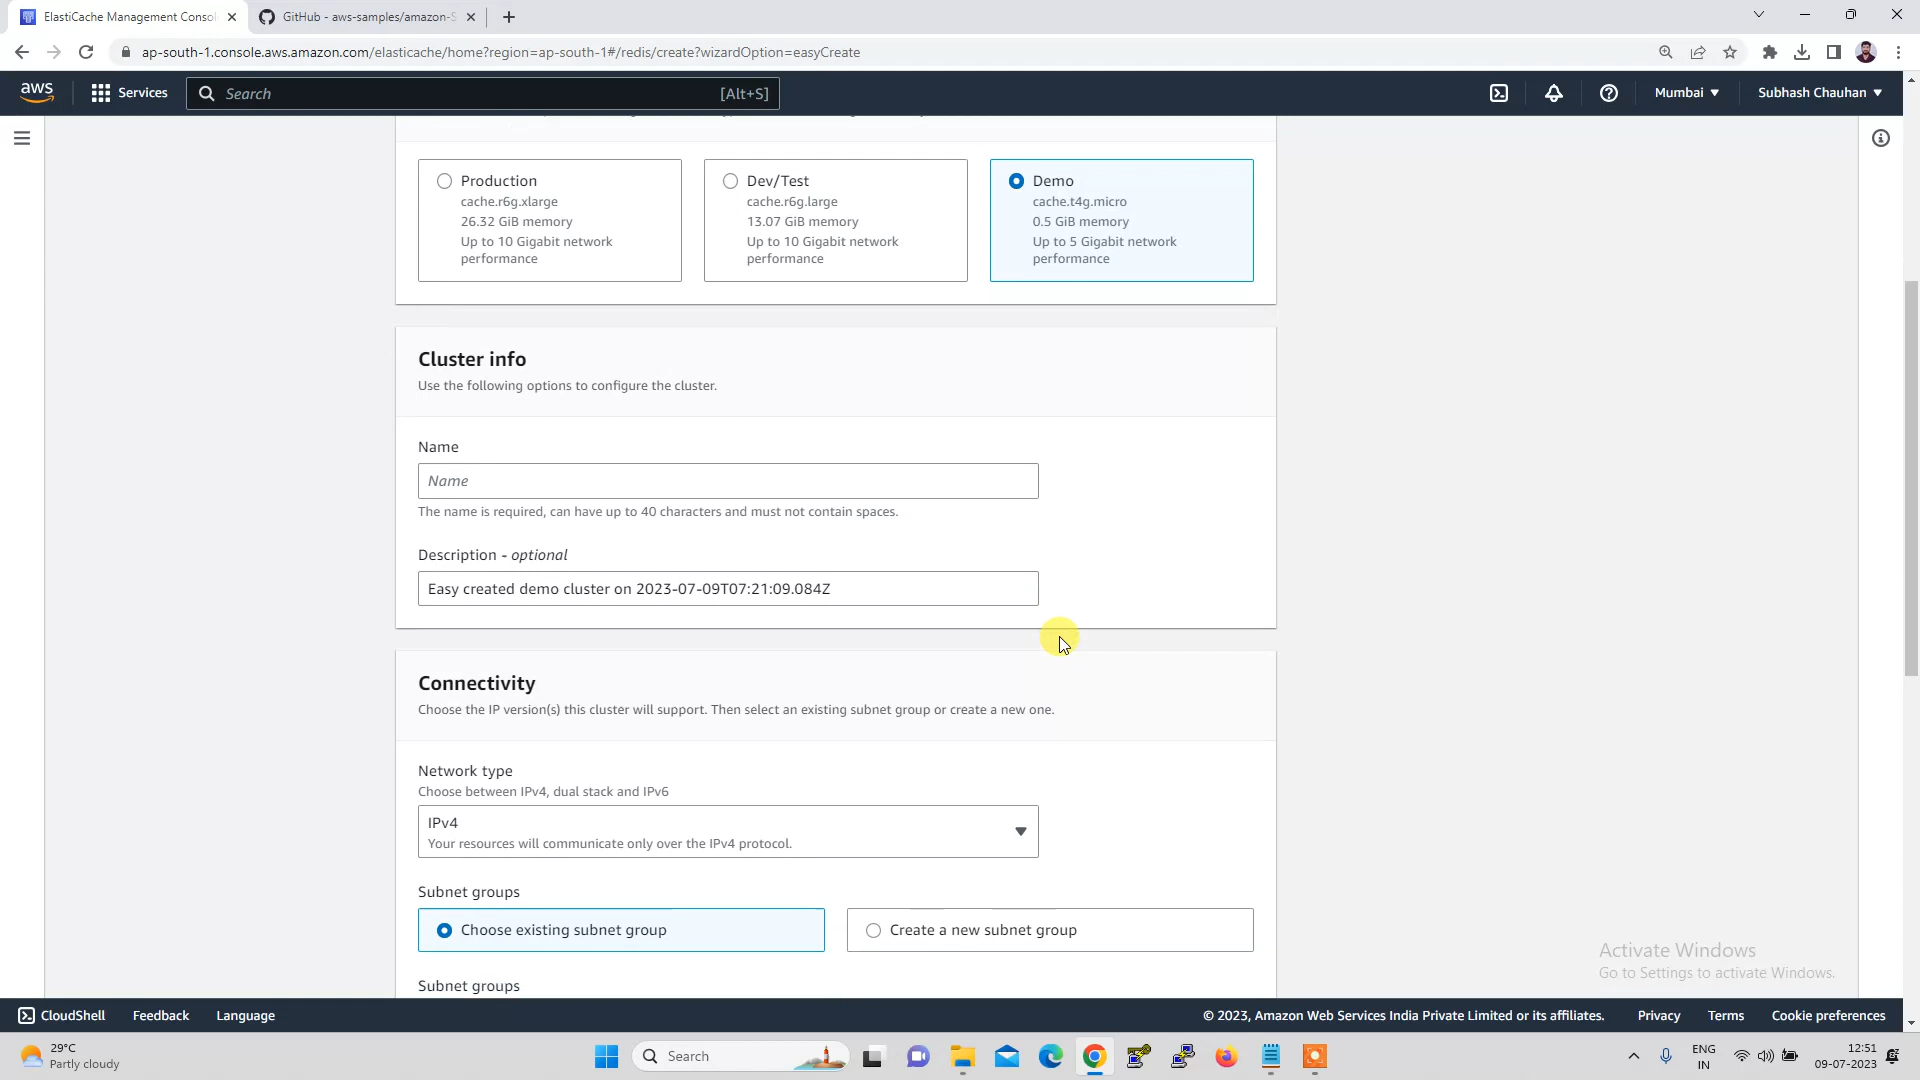 ElastiCache Management Consol
GitHub - aws-samples/amazon-S
ap-south-1.console.aws.amazon.com/elasticache/home?region=ap-south-1#/redis/create?wizardOption=easyCreate
aws
Services
Search
[Alt+S]
Mumbai
Subhash Chauhan
Production
cache.r6g.xlarge
26.32 GiB memory
Up to 10 Gigabit network
performance
Dev/Test
cache.r6g.large
13.07 GiB memory
Up to 10 Gigabit network
performance
Demo
cache.t4g.micro
0.5 GiB memory
Up to 5 Gigabit network
performance
Cluster info
Use the following options to configure the cluster.
Name
Name
The name is required, can have up to 40 characters and must not contain spaces.
Description - optional
Easy created demo cluster on 2023-07-09T07:21:09.084Z
Connectivity
Choose the IP version(s) this cluster will support. Then select an existing subnet group or create a new one.
Network type
Choose between IPv4, dual stack and IPv6
IPv4
Your resources will communicate only over the IPv4 protocol.
Subnet groups
Choose existing subnet group
Create a new subnet group
Subnet groups
Activate Windows
Go to Settings to activate Windows.
CloudShell
Feedback
Language
© 2023, Amazon Web Services India Private Limited or its affiliates.
Privacy
Terms
Cookie preferences
29°C
Partly cloudy
Search
ENG
IN
12:51
09-07-2023